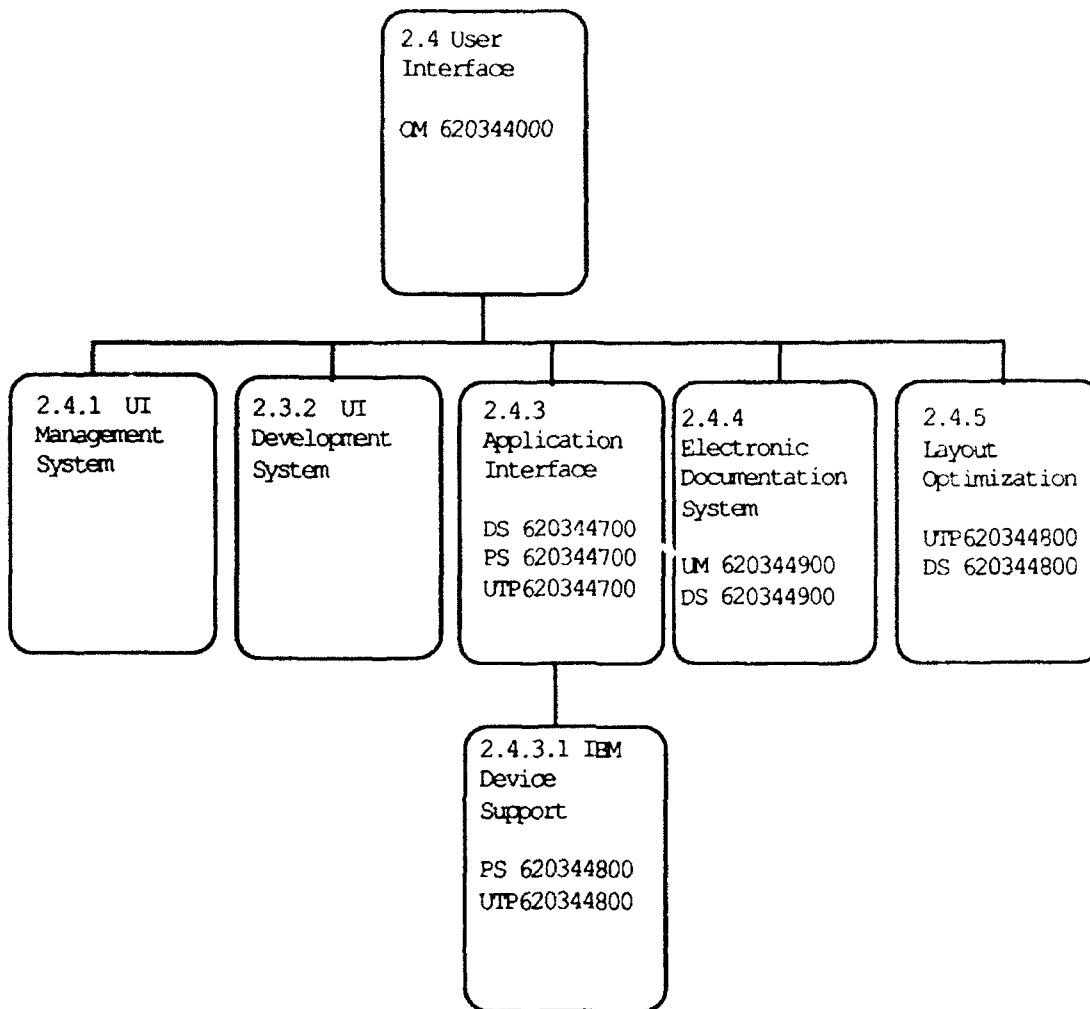 2.4 User
Interface
OM 620344000
2.4.1 UI
Management
System
2.3.2 UI
Development
System
2.4.3
Application
Interface
DS 620344700
PS 620344700
UTP620344700
2.4.4
Electronic
Documentation
System
UM 620344900
DS 620344900
2.4.5
Layout
Optimization
UTP620344800
DS 620344800
2.4.3.1 IBM
Device
Support
PS 620344800
UTP620344800